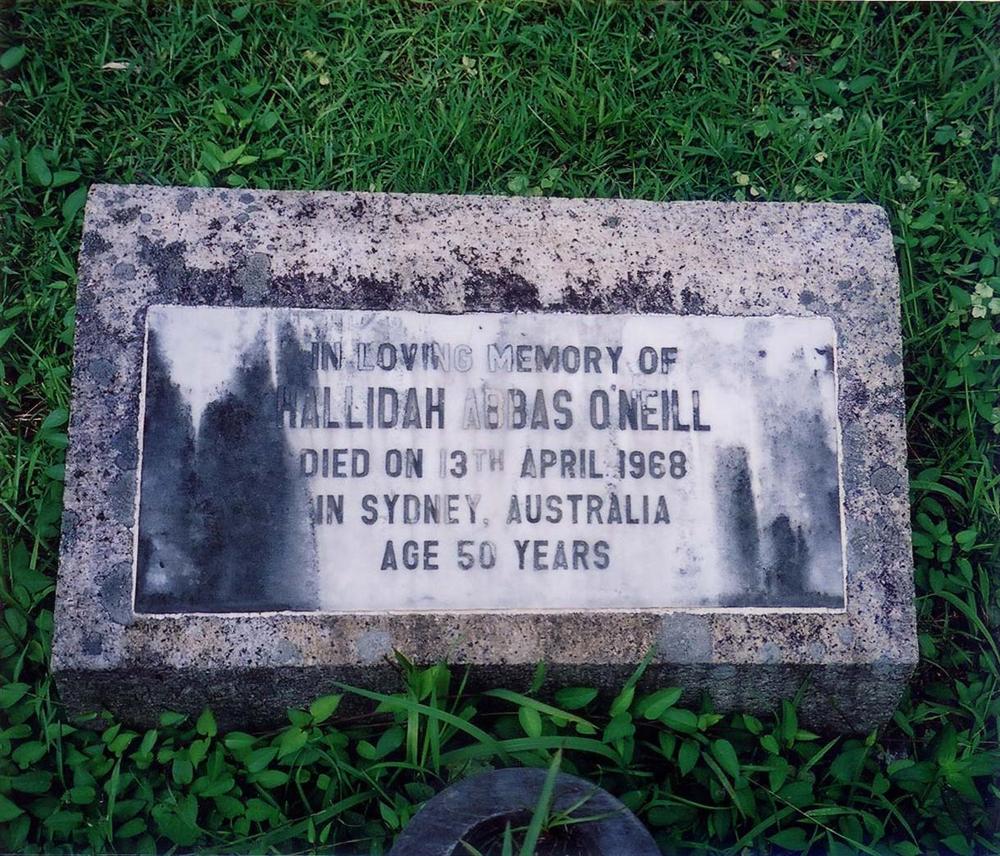 IN LOVING MEMORY OF
HALLIDAH ABBAS O'NEILL
DIED ON 13TH APRIL 1968
IN SYDNEY, AUSTRALIA
AGE 50 YEARS